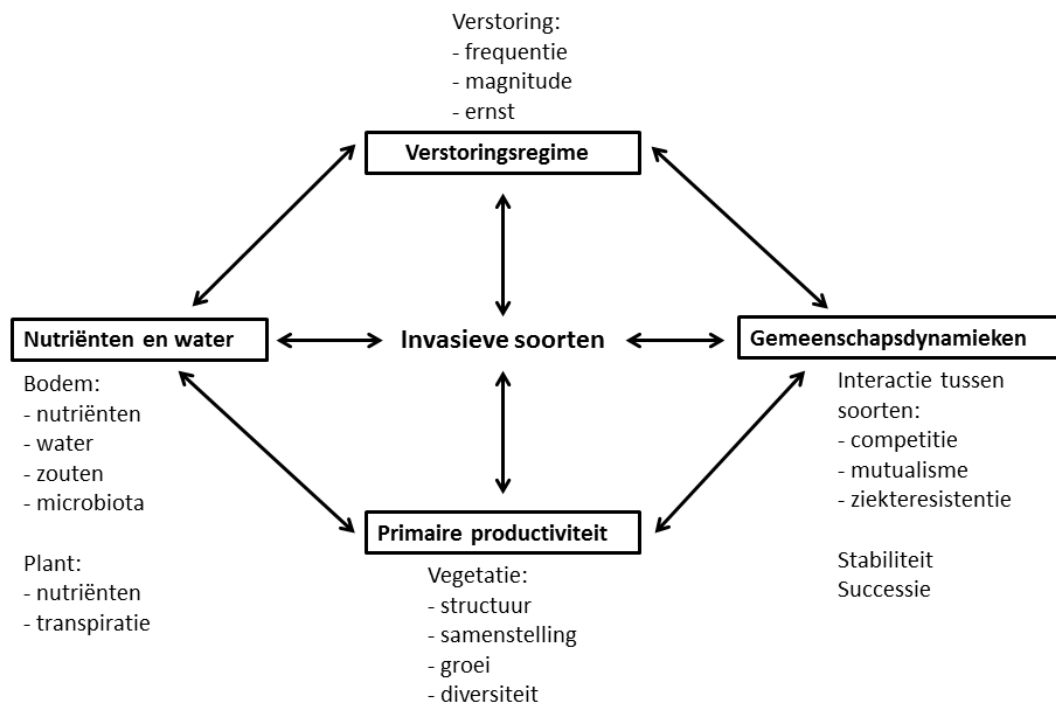 Verstoring:
- frequentie
- magnitude
- ernst
Verstoringsregime
Nutriënten en water
Bodem:
- nutriënten
- water
- zouten
- microbiota
Plant:
- nutriënten
- transpiratie
Invasieve soorten
Gemeenschapsdynamieken
Interactie tussen
soorten:
- competitie
- mutualisme
- ziekteresistentie
Stabiliteit
Successie
Primaire productiviteit
Vegetatie:
- structuur
- samenstelling
- groei
- diversiteit